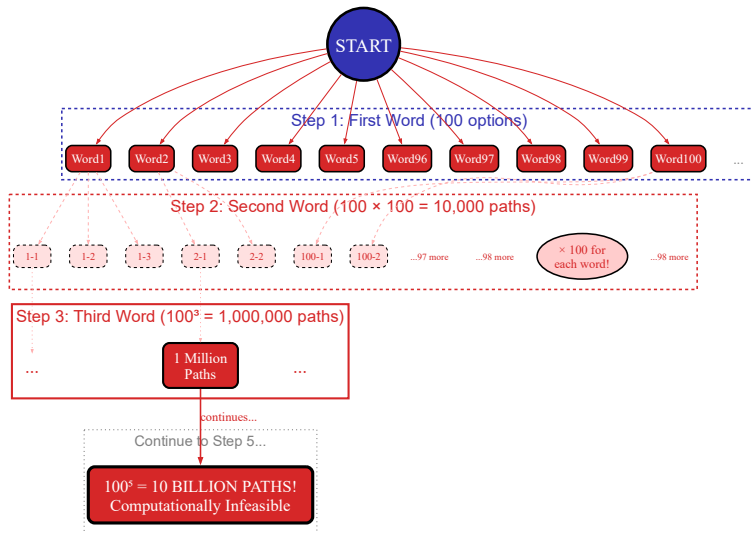 START
Step 1: First Word (100 options)
Word1
Word2
Word3
Word4
Word5
Word96
Word97
Word98
Word99
Word100
...
Step 2: Second Word (100 × 100 = 10,000 paths)
1-1
1-2
1-3
2-1
2-2
100-1
100-2
...97 more
...98 more
× 100 for
each word!
...98 more
Step 3: Third Word (100³ = 1,000,000 paths)
...
1 Million
Paths
...
continues...
Continue to Step 5...
100⁵ = 10 BILLION PATHS!
Computationally Infeasible